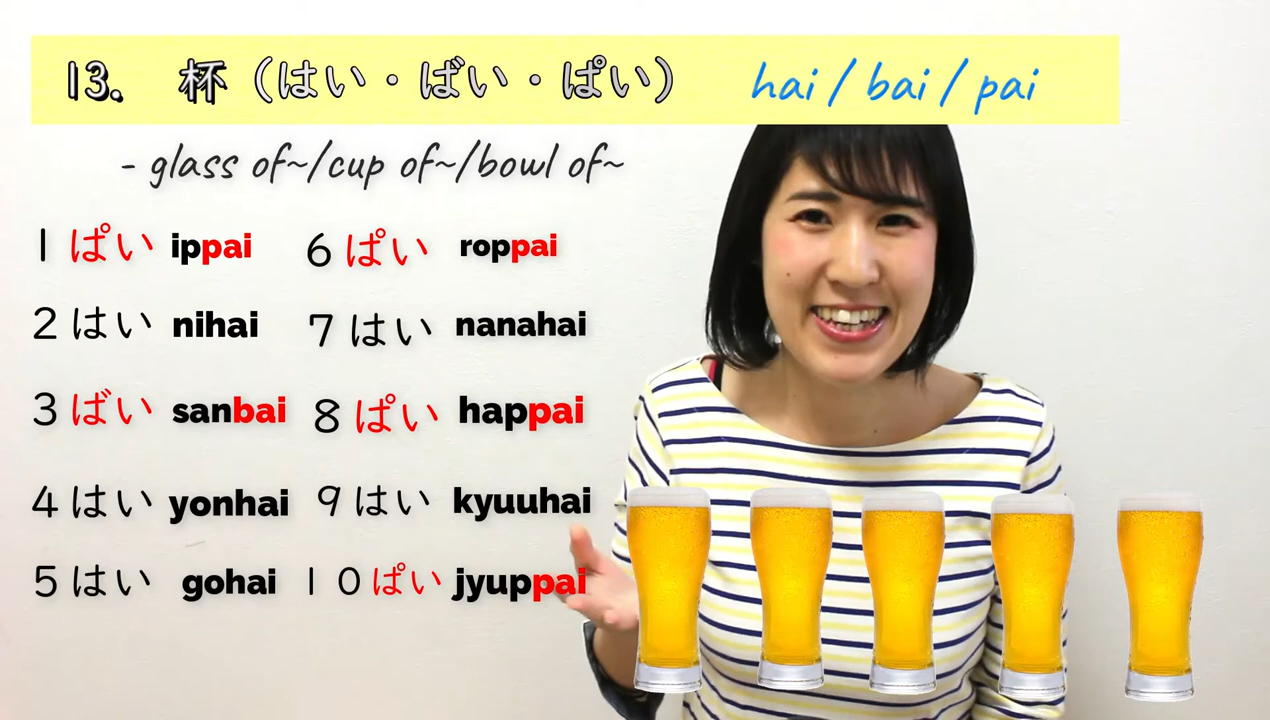 13. 杯（はい・ばい・ぱい） hai / bai / pai
- glass of~/cup of~/bowl of~
1 ぱい ippai 6 ぱい roppai
2 はい nihai 7 はい nanahai
3 ばい sanbai 8 ぱい happai
4 はい yonhai 9 はい kyuuhai
5 はい gohai 10 ぱい jyuppai